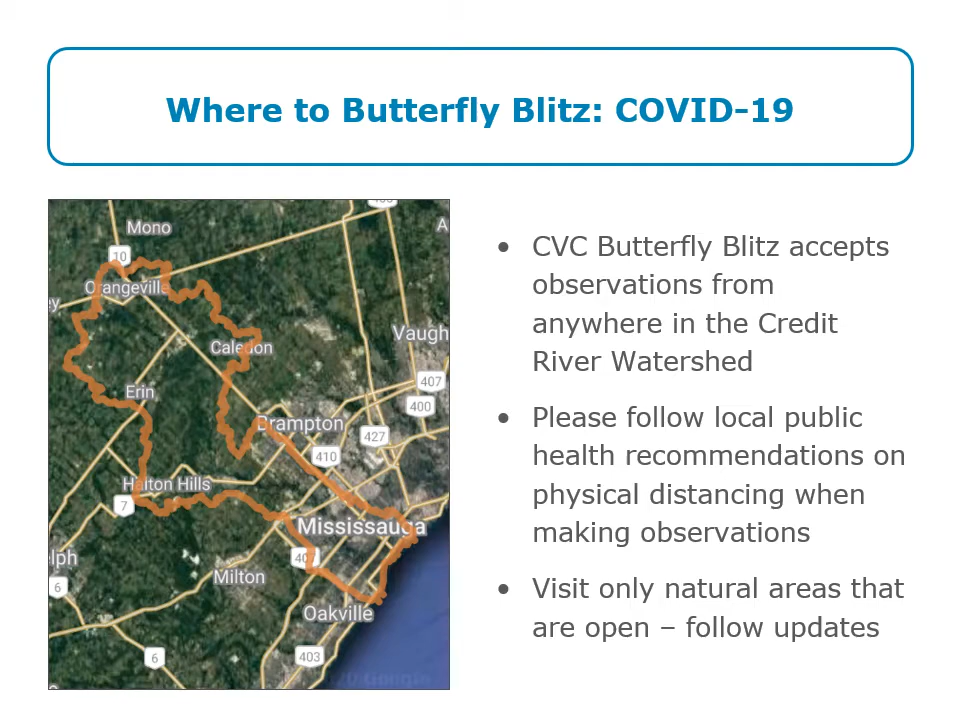 Where to Butterfly Blitz: COVID-19
Mono
10
Orangeville
Caledon
Vaugh
407
400
Erin
Brampton
427
410
Halton Hills
7
Mississauga
407
Milton
6
Oakville
6
403
• CVC Butterfly Blitz accepts
observations from
anywhere in the Credit
River Watershed
• Please follow local public
health recommendations on
physical distancing when
making observations
• Visit only natural areas that
are open – follow updates